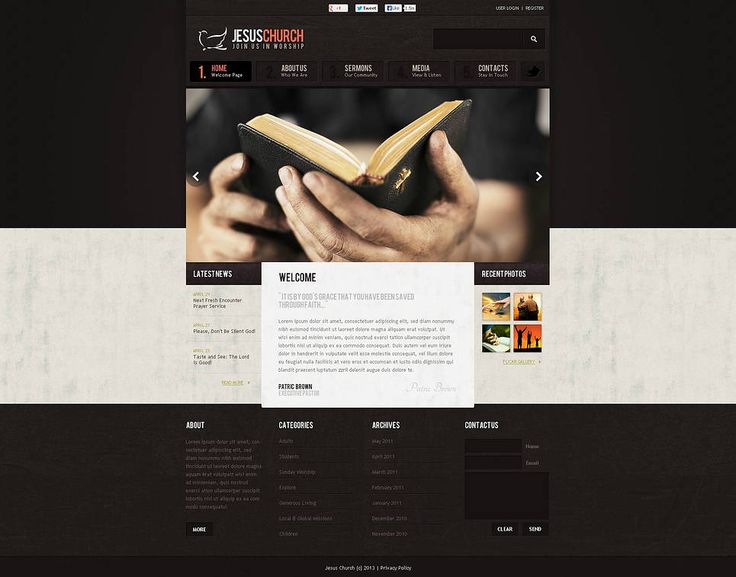 Tweet
Like
1.5k
USER LOGIN | REGISTER
JESUSCHURCH
JOIN US IN WORSHIP
1. HOME
Welcome Page
2. ABOUT US
Who We Are
3. SERMONS
Our Community
4. MEDIA
View & Listen
5. CONTACTS
Stay In Touch
LATEST NEWS
APRIL 29
Next Fresh Encounter
Prayer Service
Please, Don't Be Silent God!
Taste and See: The Lord
Is Good!
READ MORE
WELCOME
"IT IS BY GOD'S GRACE THAT YOU HAVE BEEN SAVED
THROUGH FAITH..."
Lorem ipsum dolor sit amet, consectetuer adipiscing elit, sed diam nonummy
nibh euismod tincidunt ut laoreet dolore magna aliquam erat volutpat. Ut
wisi enim ad minim veniam, quis nostrud exerci tation ullamcorper suscipit
lobortis nisl ut aliquip ex ea commodo consequat. Duis autem vel eum iriure
dolor in hendrerit in vulputate velit esse molestie consequat, vel illum dolore
eu feugiat nulla facilisis at vero eros et accumsan et iusto odio dignissim qui
blandit praesent luptatum zzril delenit augue duis dolore te.
PATRIC BROWN
EXECUTIVE PASTOR
Patric Brown
RECENT PHOTOS
FLICKR GALLERY
ABOUT
Lorem ipsum dolor sit amet, con
sectetuer adipiscing elit, sed diam
nonummy nibh euismod tincidunt
ut laoreet dolore magna aliquam
erat volutpat. Ut wisi enim
ad minimveniam, quis nostrud
exerci tation ullamcorper suscipit
lobortis nisl ut aliquip ex ea com
modo consequatut
MORE
CATEGORIES
Adults
Students
Sunday Worship
Explore
Generous Living
Local & Global Missions
Children
ARCHIVES
May 2011
April 2011
March 2011
February 2011
January 2011
December 2010
November 2010
CONTACT US
Name
Email
CLEAR
SEND
Jesus Church (c) 2013 | Privacy Policy